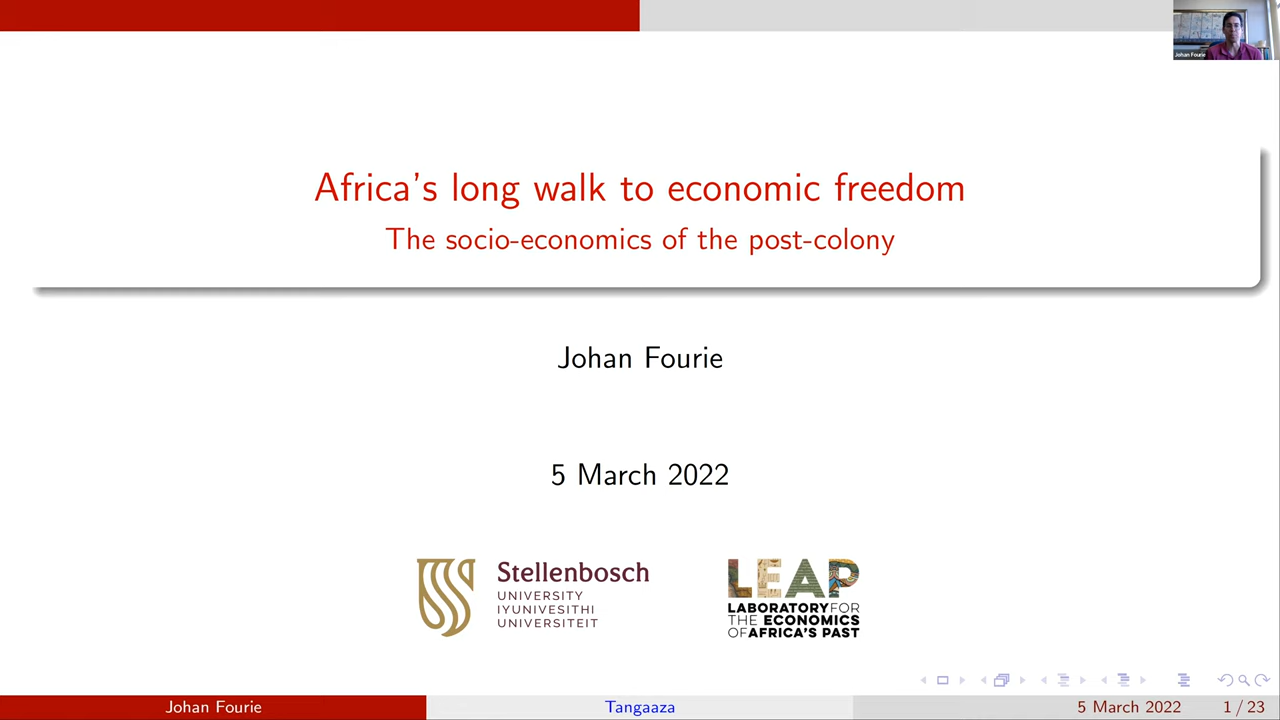 Johan Fourie
Africa's long walk to economic freedom
The socio-economics of the post-colony
Johan Fourie
5 March 2022
Stellenbosch
UNIVERSITY
IYUNIVESITHI
UNIVERSITEIT
LEAP
LABORATORY FOR
THE ECONOMICS
OF AFRICA'S PAST
Johan Fourie Tangaaza 5 March 2022 1 / 23